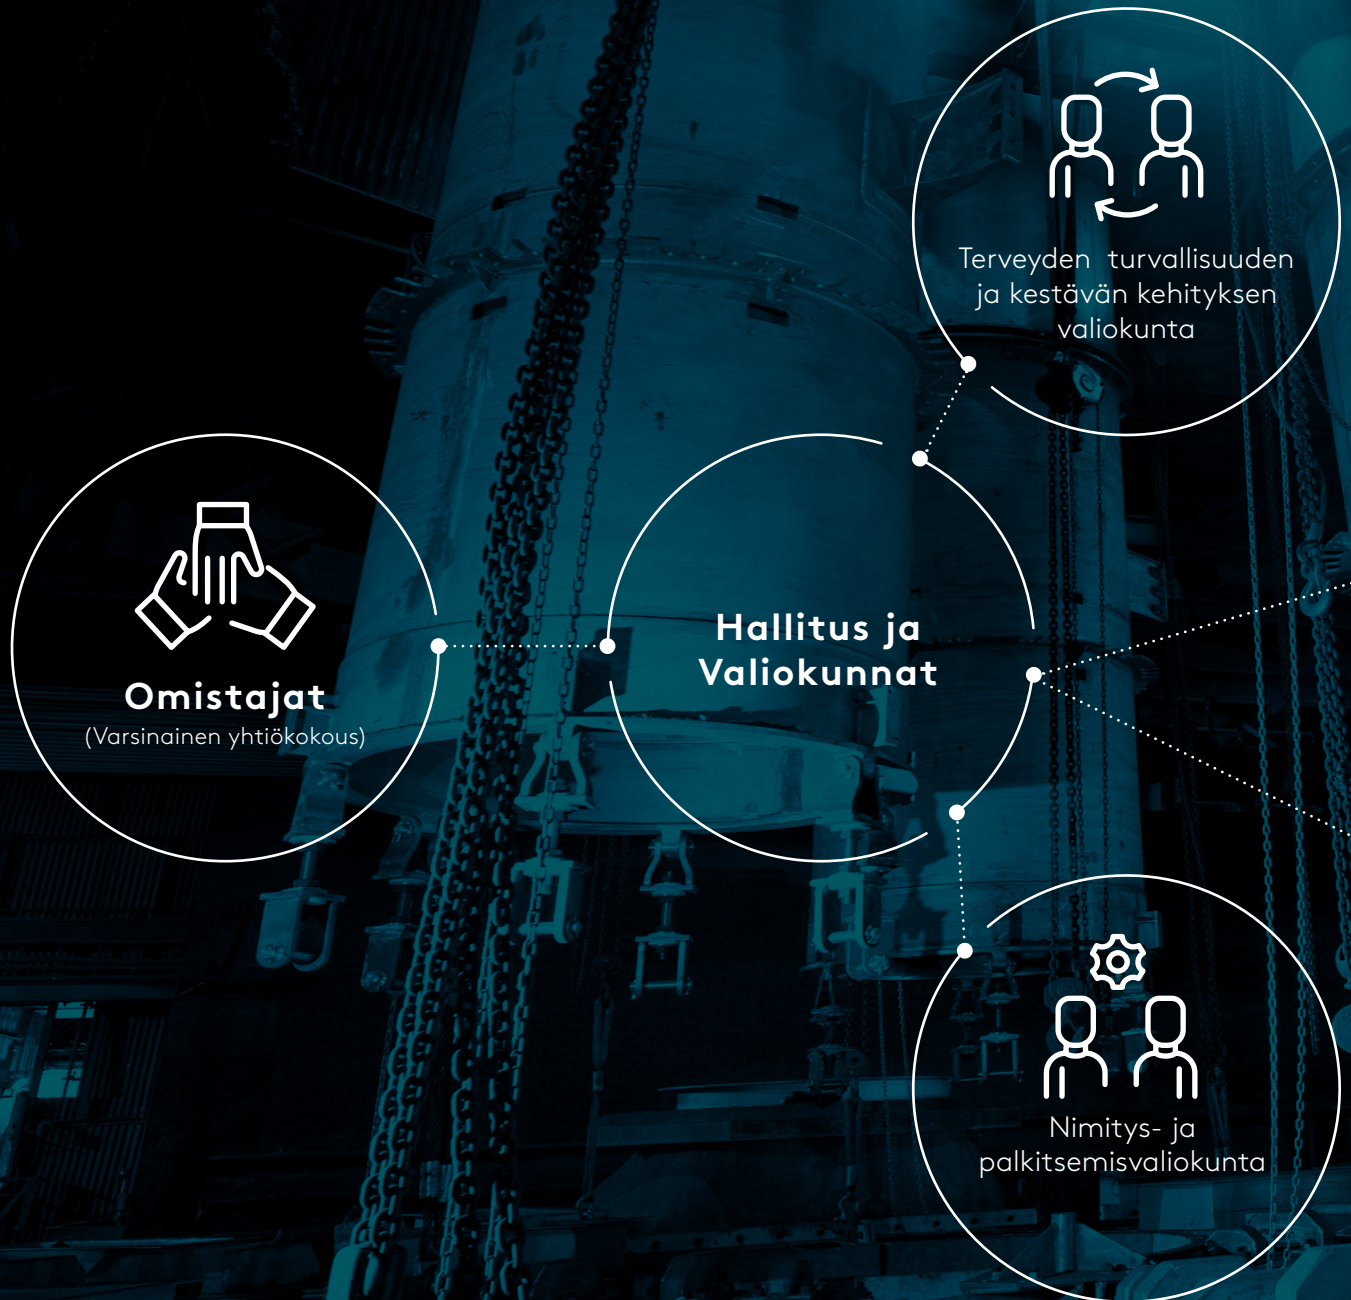 Terveyden turvallisuuden
ja kestävän kehityksen
valiokunta
Omistajat
(Varsinainen yhtiökokous)
Hallitus ja
Valiokunnat
Nimitys- ja
palkitsemisvaliokunta